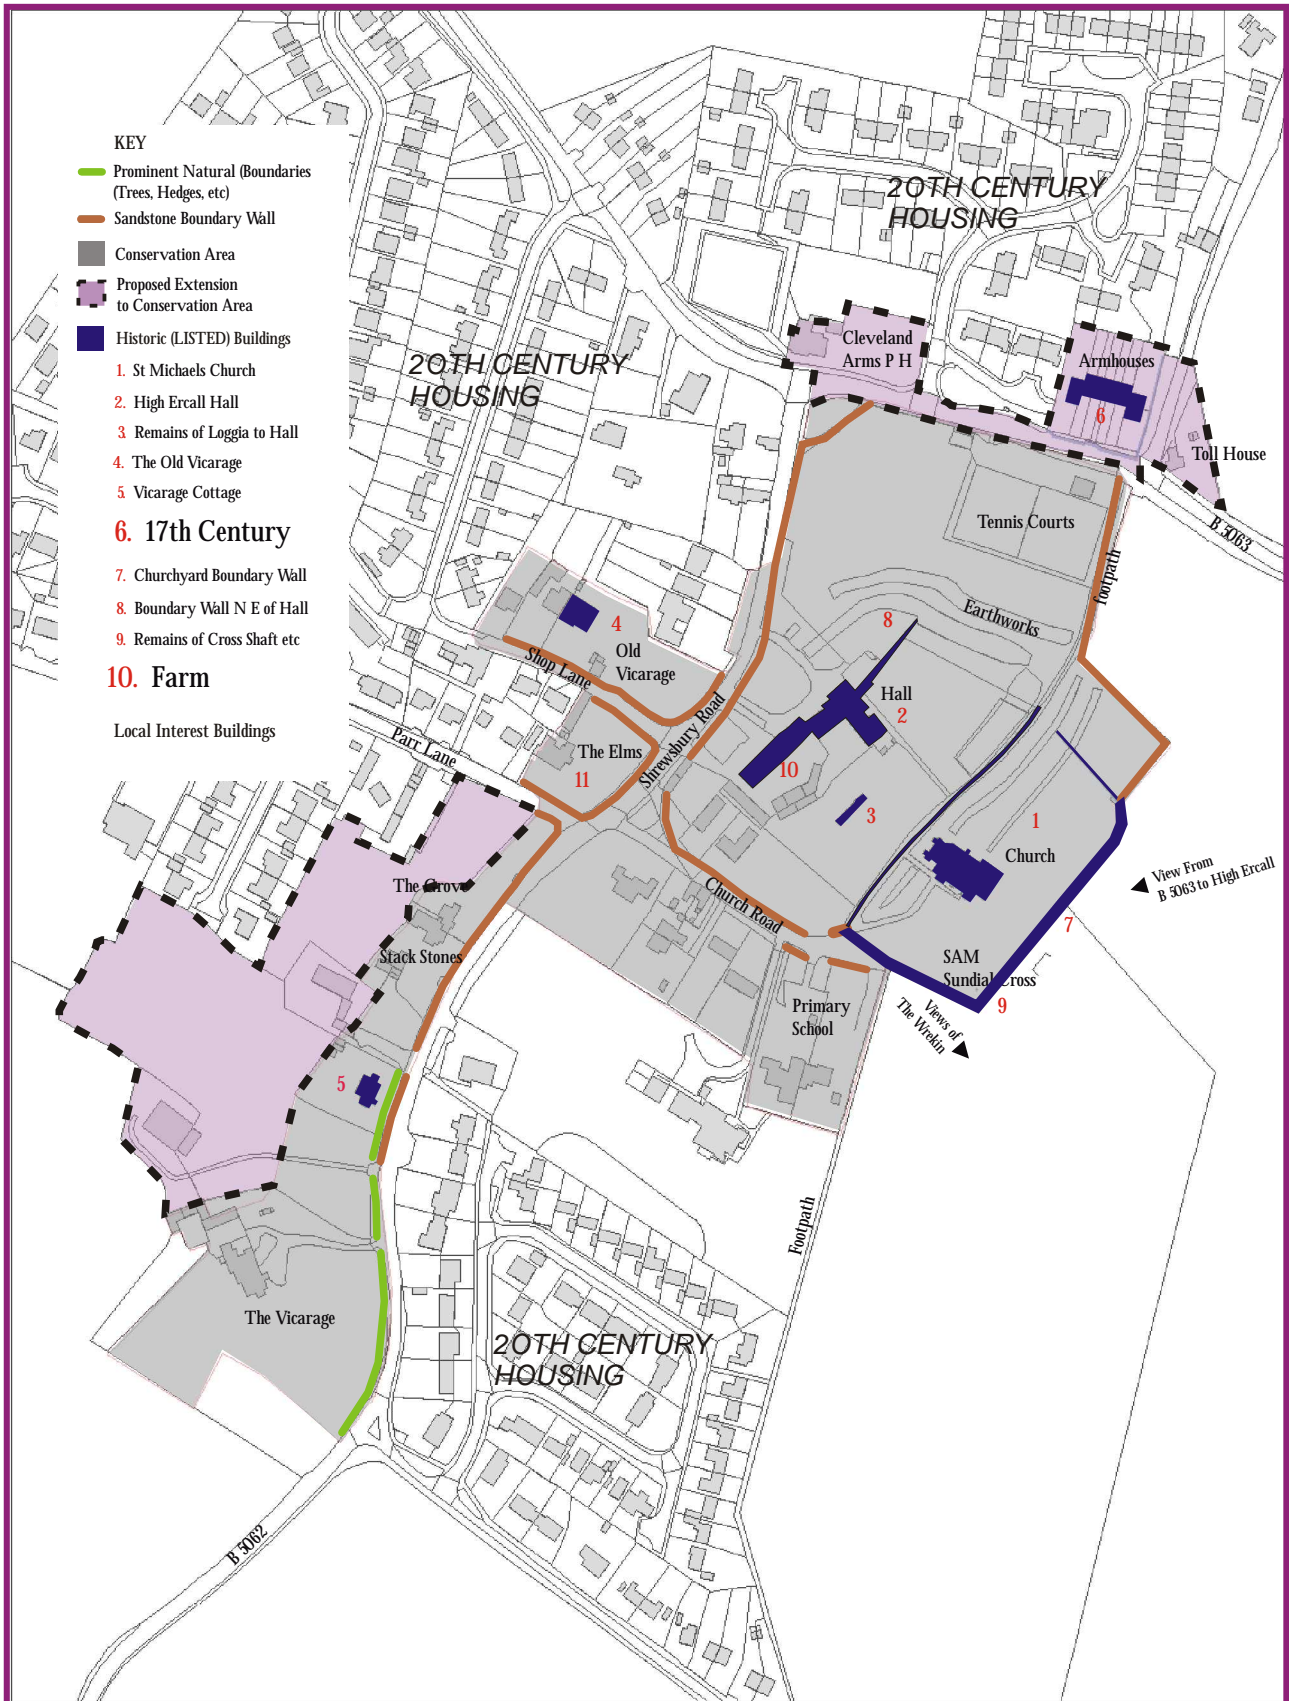 KEY
Prominent Natural (Boundaries
(Trees, Hedges, etc)
Sandstone Boundary Wall
Conservation Area
Proposed Extension
to Conservation Area
Historic (LISTED) Buildings
1. St Michaels Church
2. High Ercall Hall
3. Remains of Loggia to Hall
4. The Old Vicarage
5. Vicarage Cottage
6. 17th Century
7. Churchyard Boundary Wall
8. Boundary Wall N E of Hall
9. Remains of Cross Shaft etc
10. Farm
Local Interest Buildings
2OTH CENTURY
HOUSING
2OTH CENTURY
HOUSING
Cleveland
Arms P H
Armhouses
6
Toll House
B 5063
Tennis Courts
footpath
Earthworks
8
4
Old
Vicarage
Shop Lane
Hall
2
Shrewsbury Road
Parr Lane
The Elms
11
10
3
1
Church
View From
B 5063 to High Ercall
The Grove
Church Road
7
Stack Stones
SAM
Sundial Cross
9
Primary
School
Views of
The Wrekin
5
Footpath
The Vicarage
2OTH CENTURY
HOUSING
B 5062